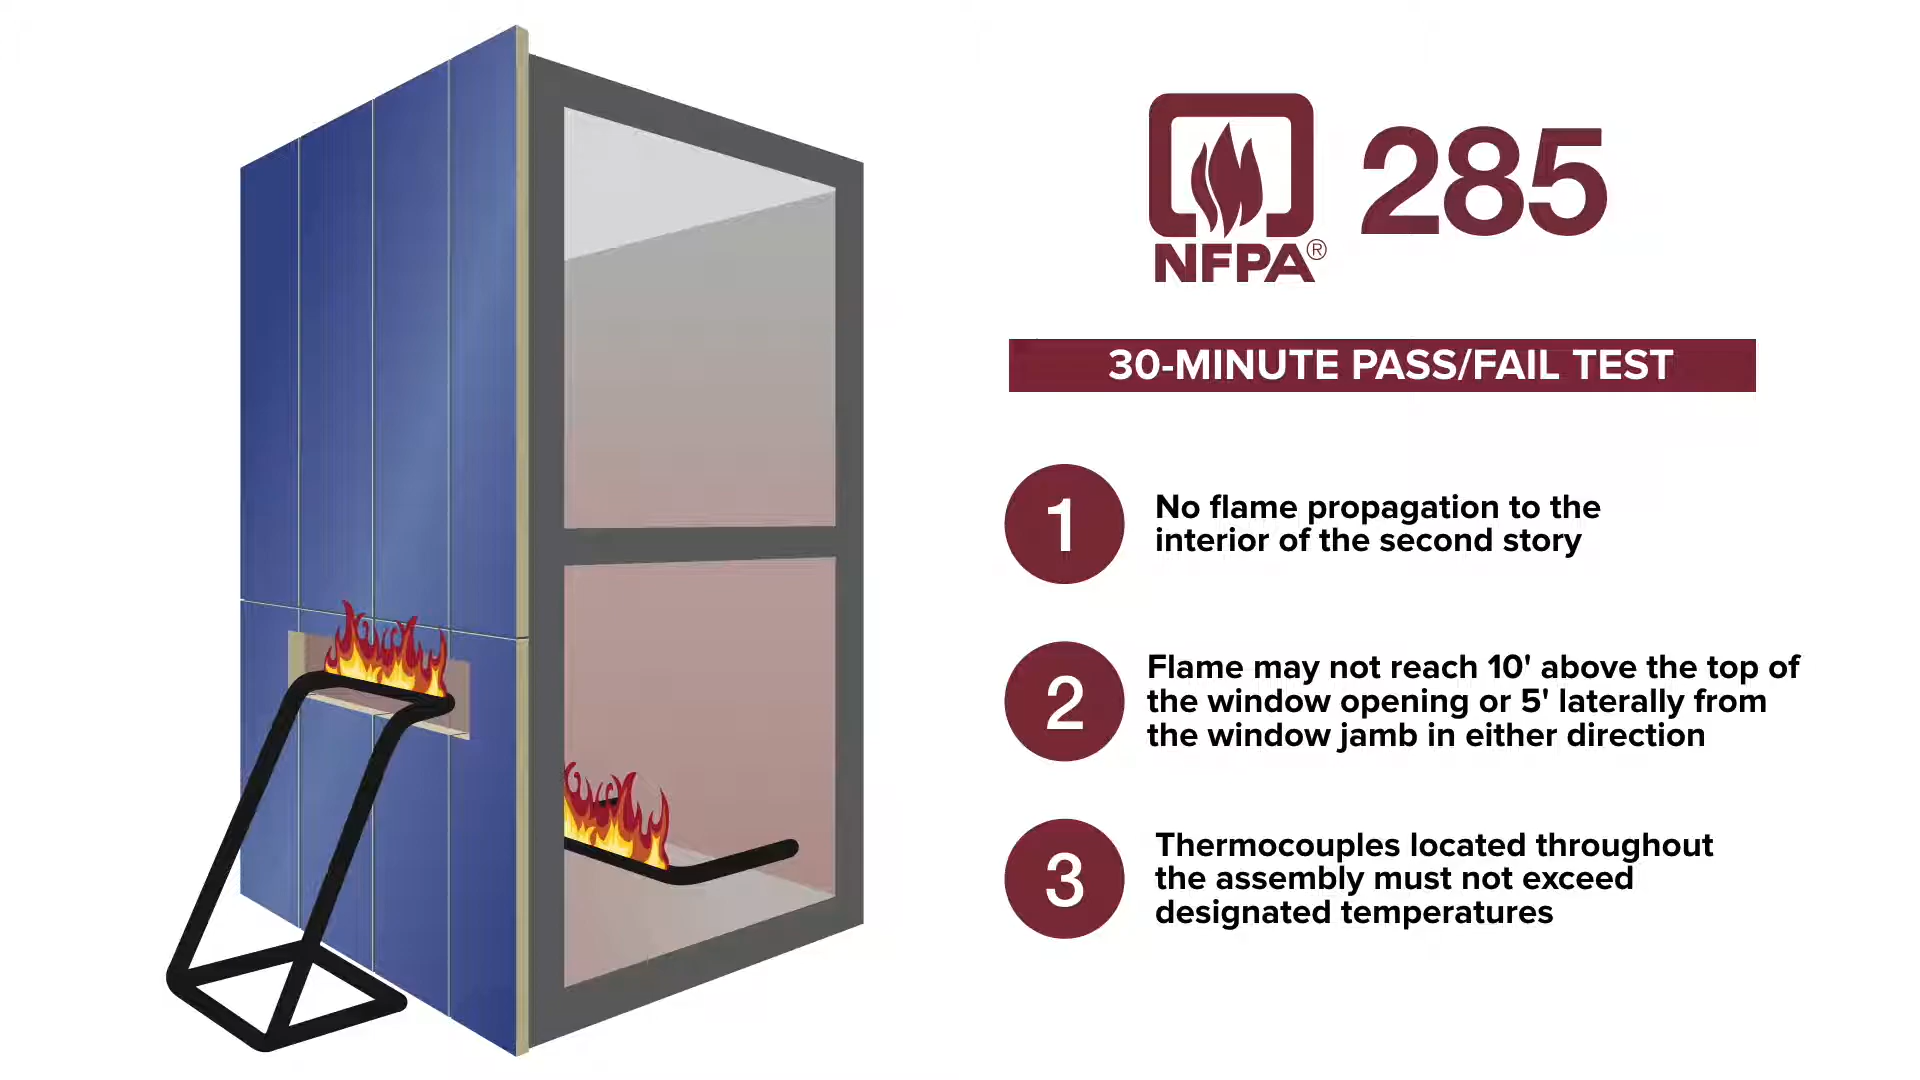 NFPA® 285
30-MINUTE PASS/FAIL TEST
1
No flame propagation to the
interior of the second story
2
Flame may not reach 10' above the top of
the window opening or 5' laterally from
the window jamb in either direction
3
Thermocouples located throughout
the assembly must not exceed
designated temperatures